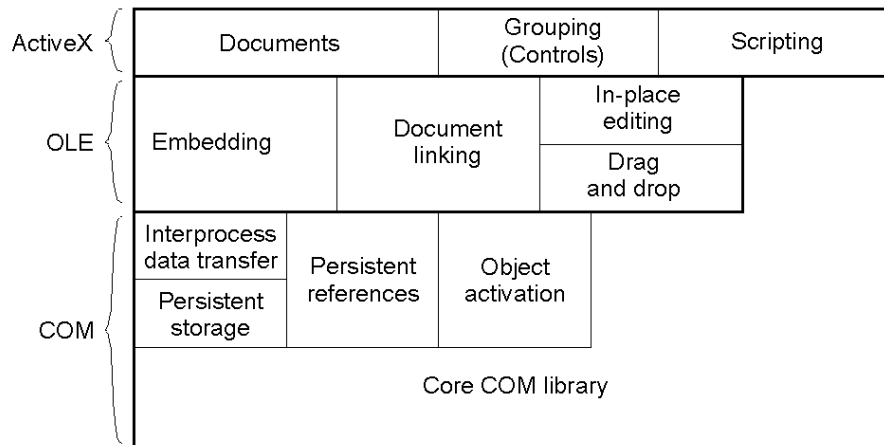 ActiveX
Documents
Grouping
(Controls)
Scripting
OLE
Embedding
Document
linking
In-place
editing
Drag
and drop
COM
Interprocess
data transfer
Persistent
storage
Persistent
references
Object
activation
Core COM library